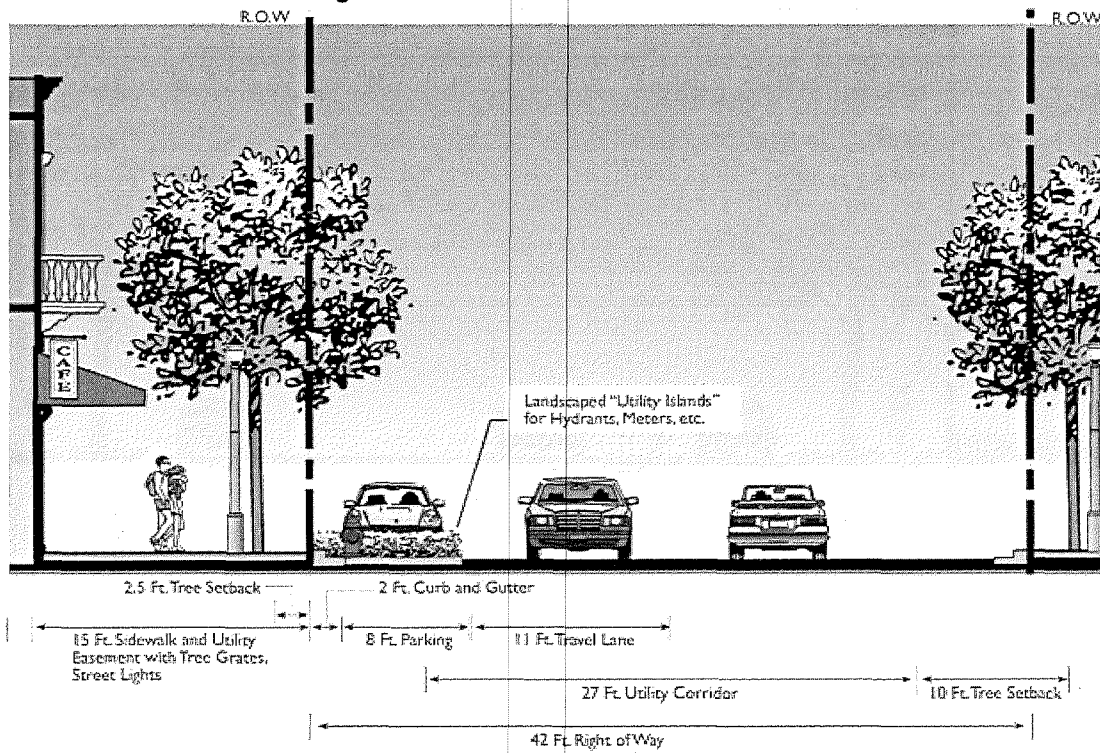 R.O.W
R.O.W
CAFE
Landscaped "Utility Islands"
for Hydrants, Meters, etc.
2.5 Ft. Tree Setback
2 Ft. Curb and Gutter
15 Ft. Sidewalk and Utility
Easement with Tree Grates,
Street Lights
8 Ft. Parking
11 Ft. Travel Lane
27 Ft. Utility Corridor
10 Ft. Tree Setback
42 Ft. Right of Way